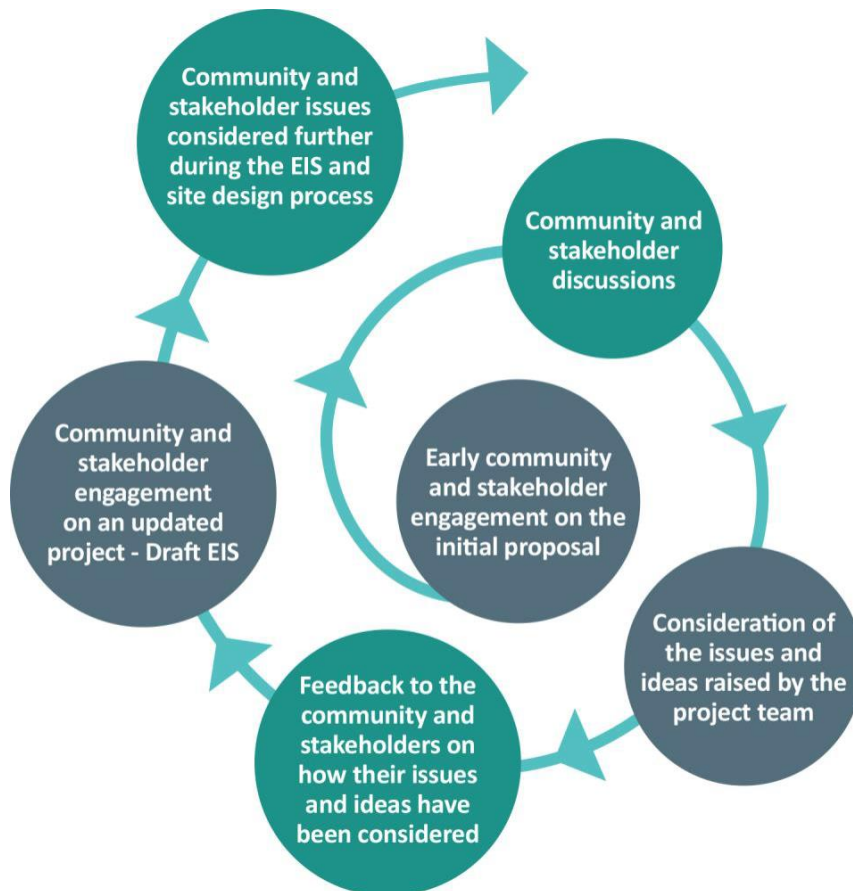 Community and
stakeholder issues
considered further
during the EIS and
site design process
Community and
stakeholder
discussions
Early community
and stakeholder
engagement on the
initial proposal
Community and
stakeholder
engagement
on an updated
project - Draft EIS
Consideration of
the issues and
ideas raised by the
project team
Feedback to the
community and
stakeholders on
how their issues
and ideas have
been considered